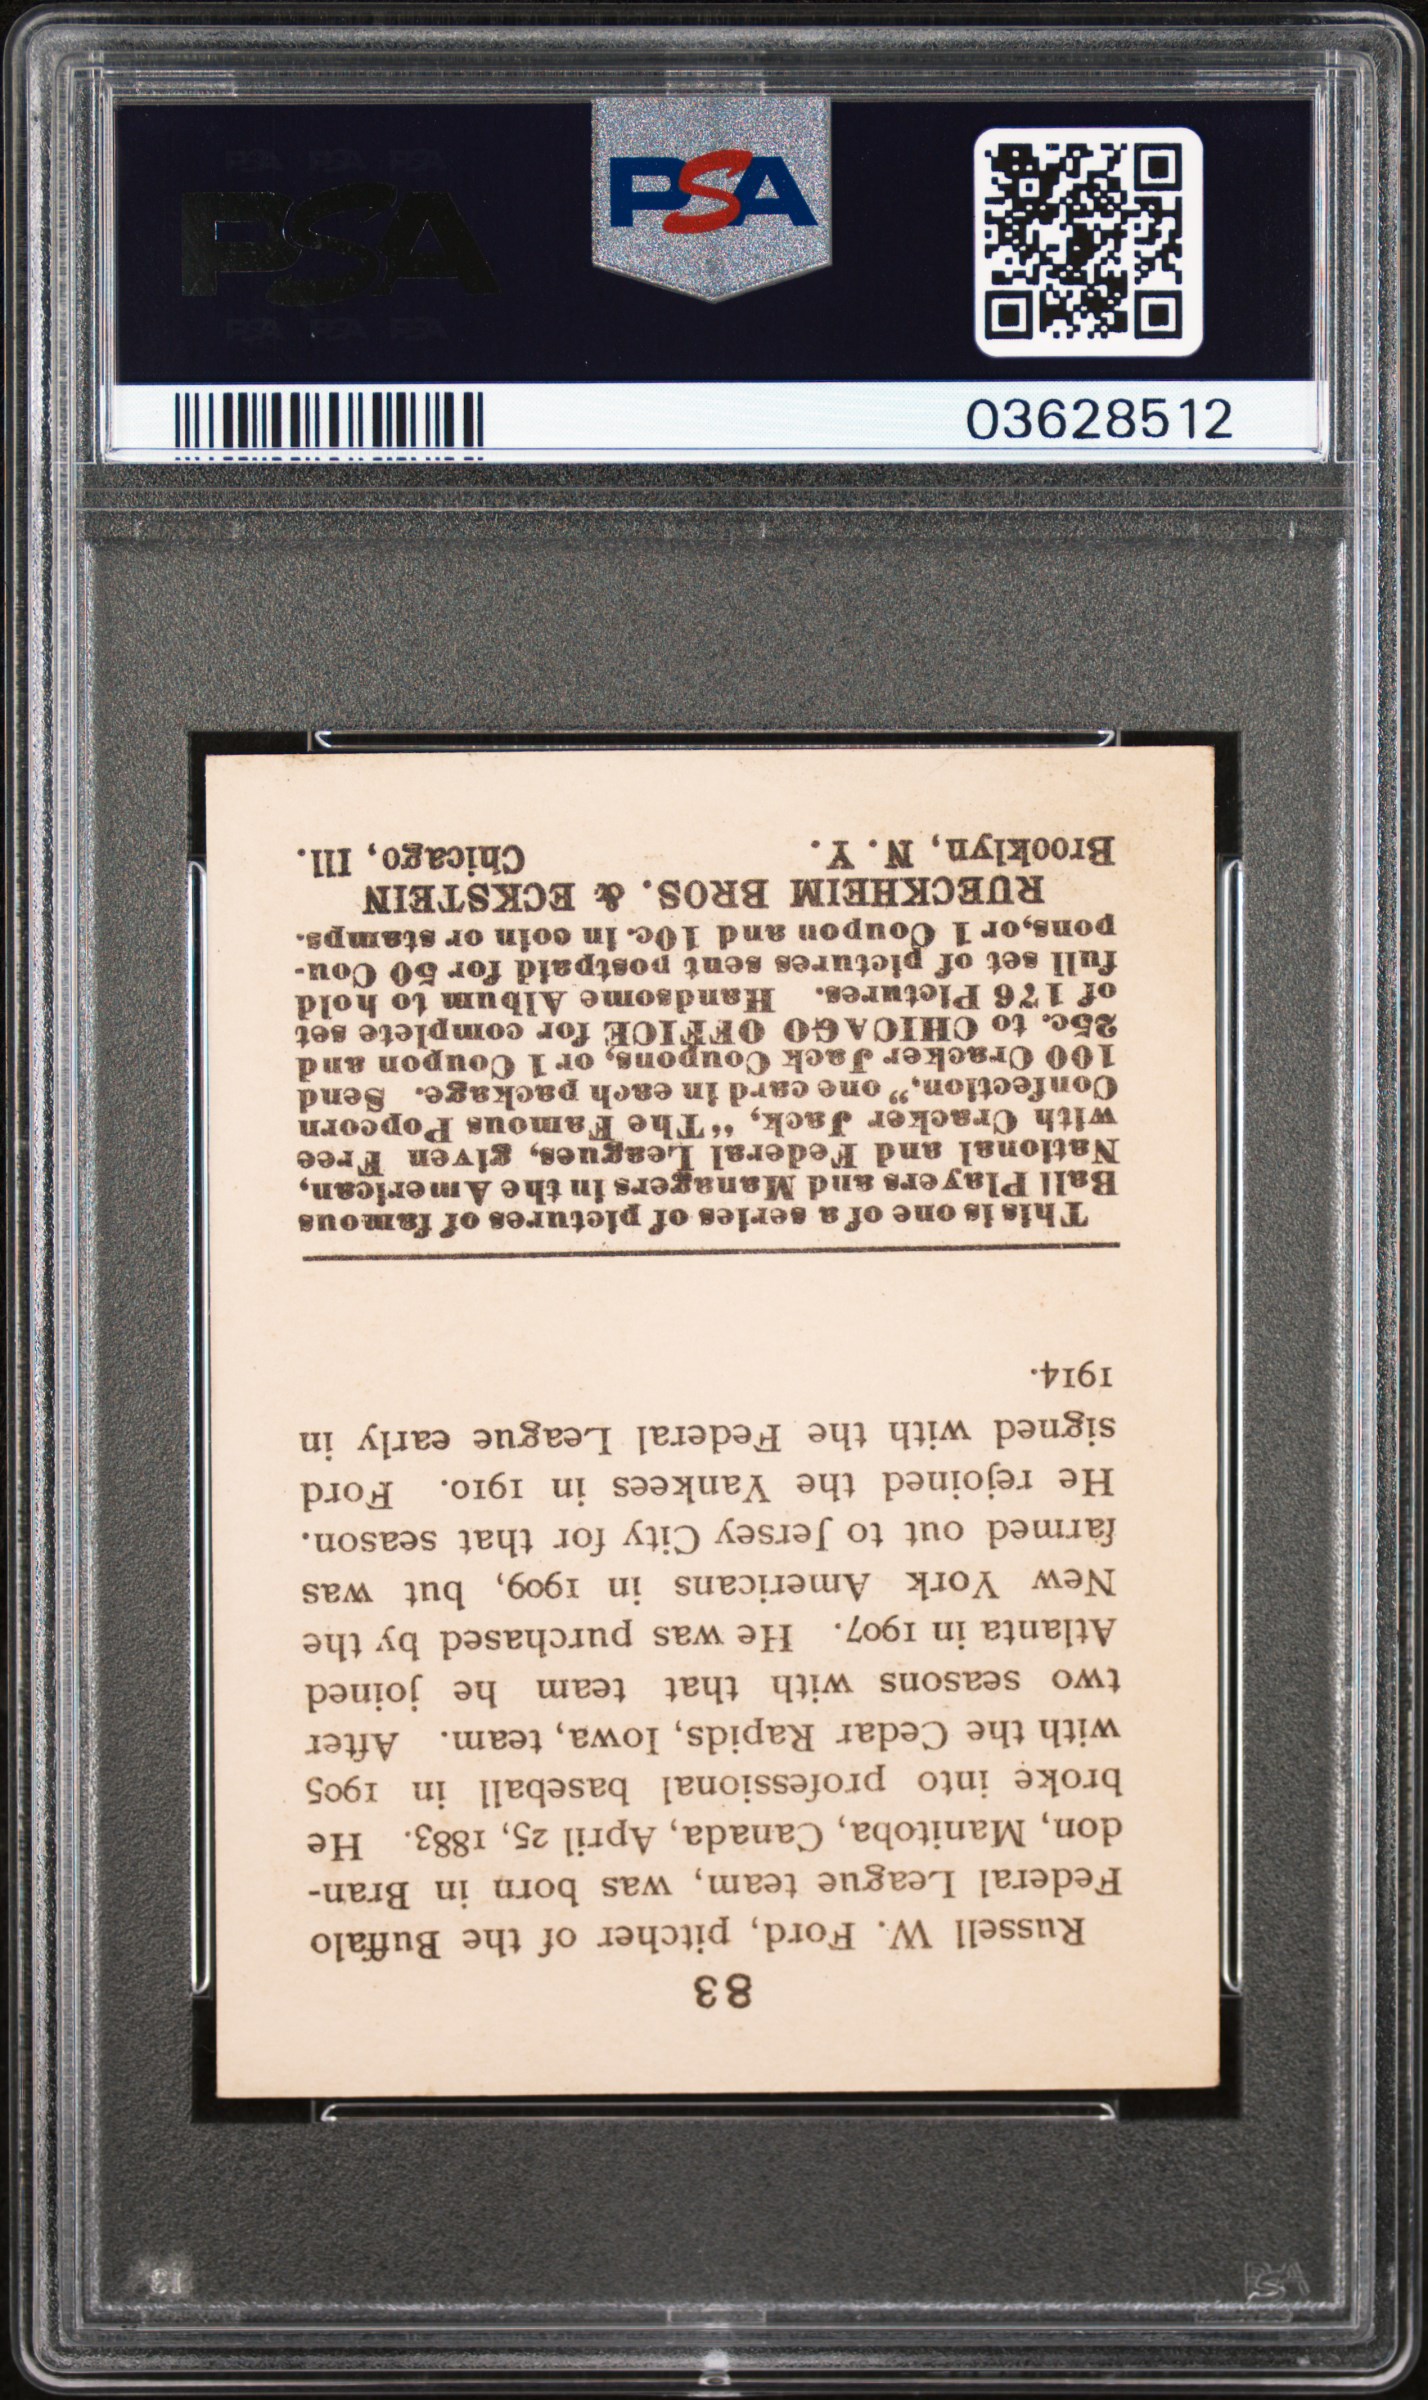 PSA PSA PSA
PSA
PSA PSA PSA
PSA
03628512
83
Russell W. Ford, pitcher of the Buffalo
Federal League team, was born in Bran-
don, Manitoba, Canada, April 25, 1883. He
broke into professional baseball in 1905
with the Cedar Rapids, Iowa, team. After
two seasons with that team he joined
Atlanta in 1907. He was purchased by the
New York Americans in 1909, but was
farmed out to Jersey City for that season.
He rejoined the Yankees in 1910. Ford
signed with the Federal League early in
1914.
This is one of a series of pictures of famous
Ball Players and Managers in the American,
National and Federal Leagues, given Free
with Cracker Jack, "The Famous Popcorn
Confection," one card in each package. Send
100 Cracker Jack Coupons, or 1 Coupon and
25c. to CHICAGO OFFICE for complete set
of 176 Pictures. Handsome Album to hold
full set of pictures sent postpaid for 50 Cou-
pons, or 1 Coupon and 10c. in coin or stamps.
RUECKHEIM BROS. & ECKSTEIN
Brooklyn, N. Y. Chicago, Ill.
PSA